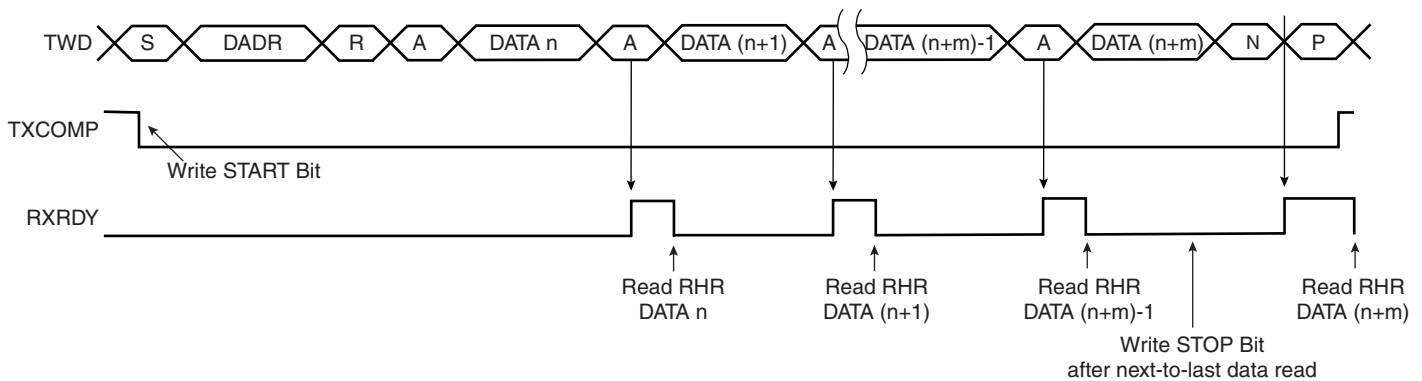 TWD S DADR R A DATA n A DATA (n+1) A DATA (n+m)-1 A DATA (n+m) N P
TXCOMP
Write START Bit
RXRDY
Read RHR
DATA n
Read RHR
DATA (n+1)
Read RHR
DATA (n+m)-1
Read RHR
DATA (n+m)
Write STOP Bit
after next-to-last data read